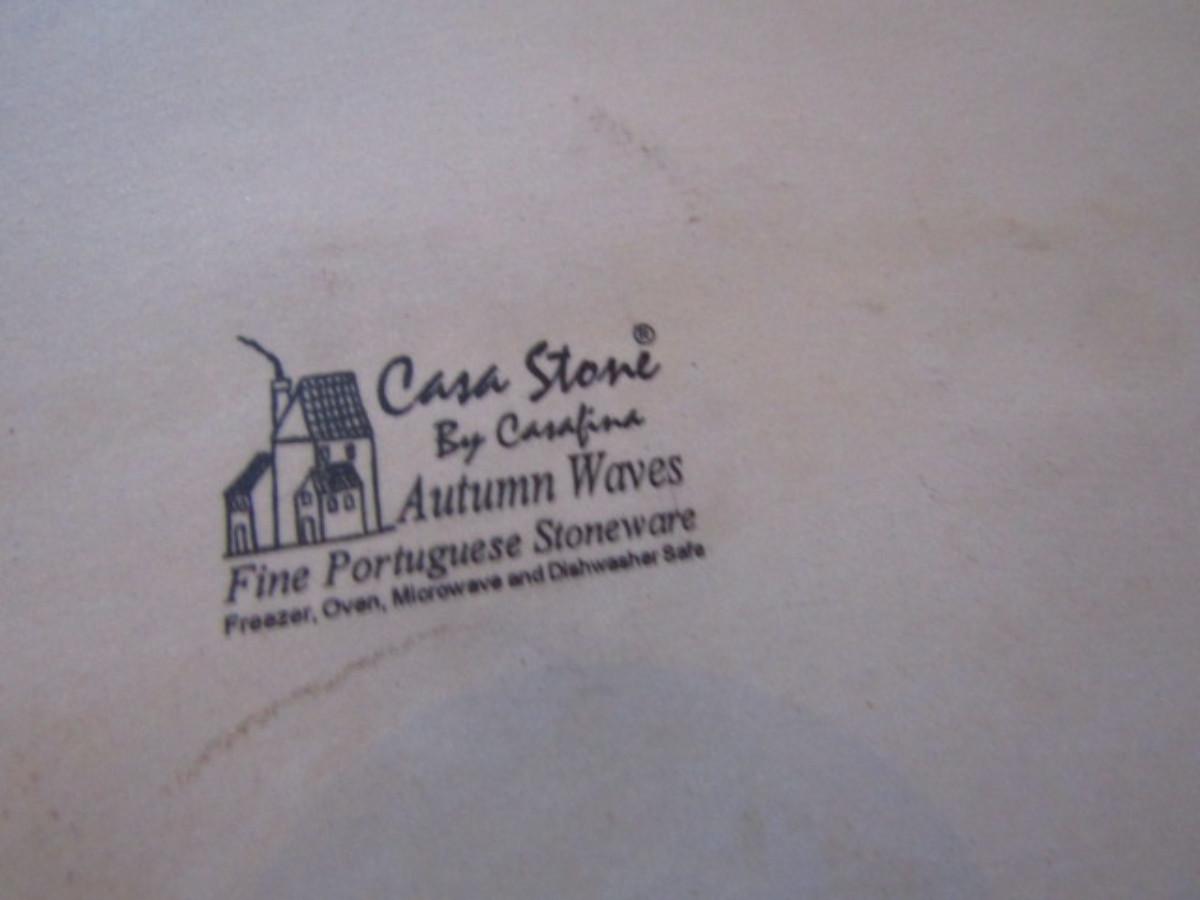 Casa Stone®
By Casafina
Autumn Waves
Fine Portuguese Stoneware
Freezer, Oven, Microwave and Dishwasher Safe